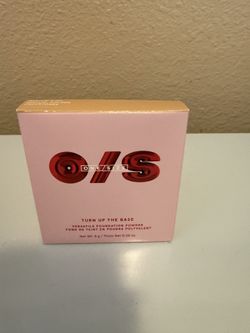 O/S
ONE/SIZE
TURN UP THE BASE
VERSATILE FOUNDATION POWDER
FOND DE TEINT EN POUDRE POLYVALENT